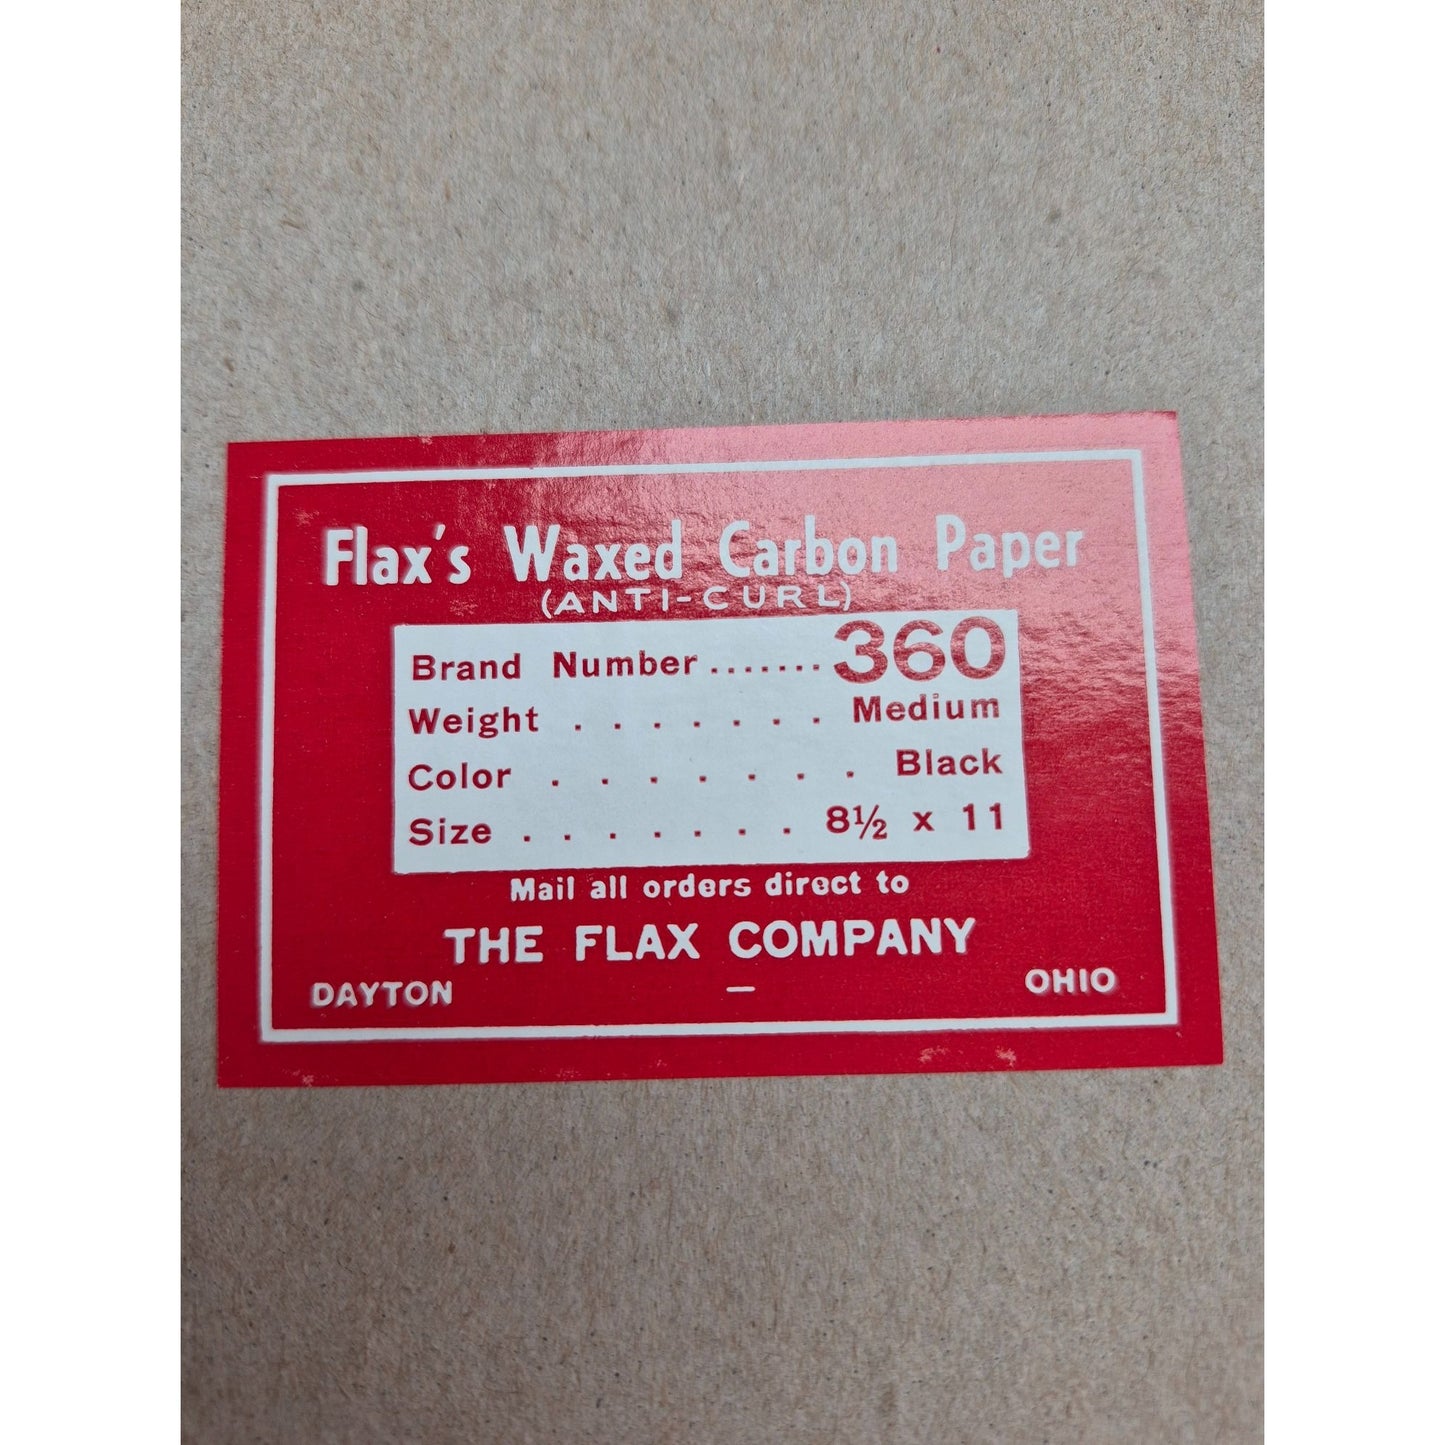 Flax's Waxed Carbon Paper
(ANTI-CURL)
Brand Number ....... 360
Weight . . . . . . . Medium
Color . . . . . . . Black
Size . . . . . . . 8½ x 11
Mail all orders direct to
THE FLAX COMPANY
DAYTON — OHIO